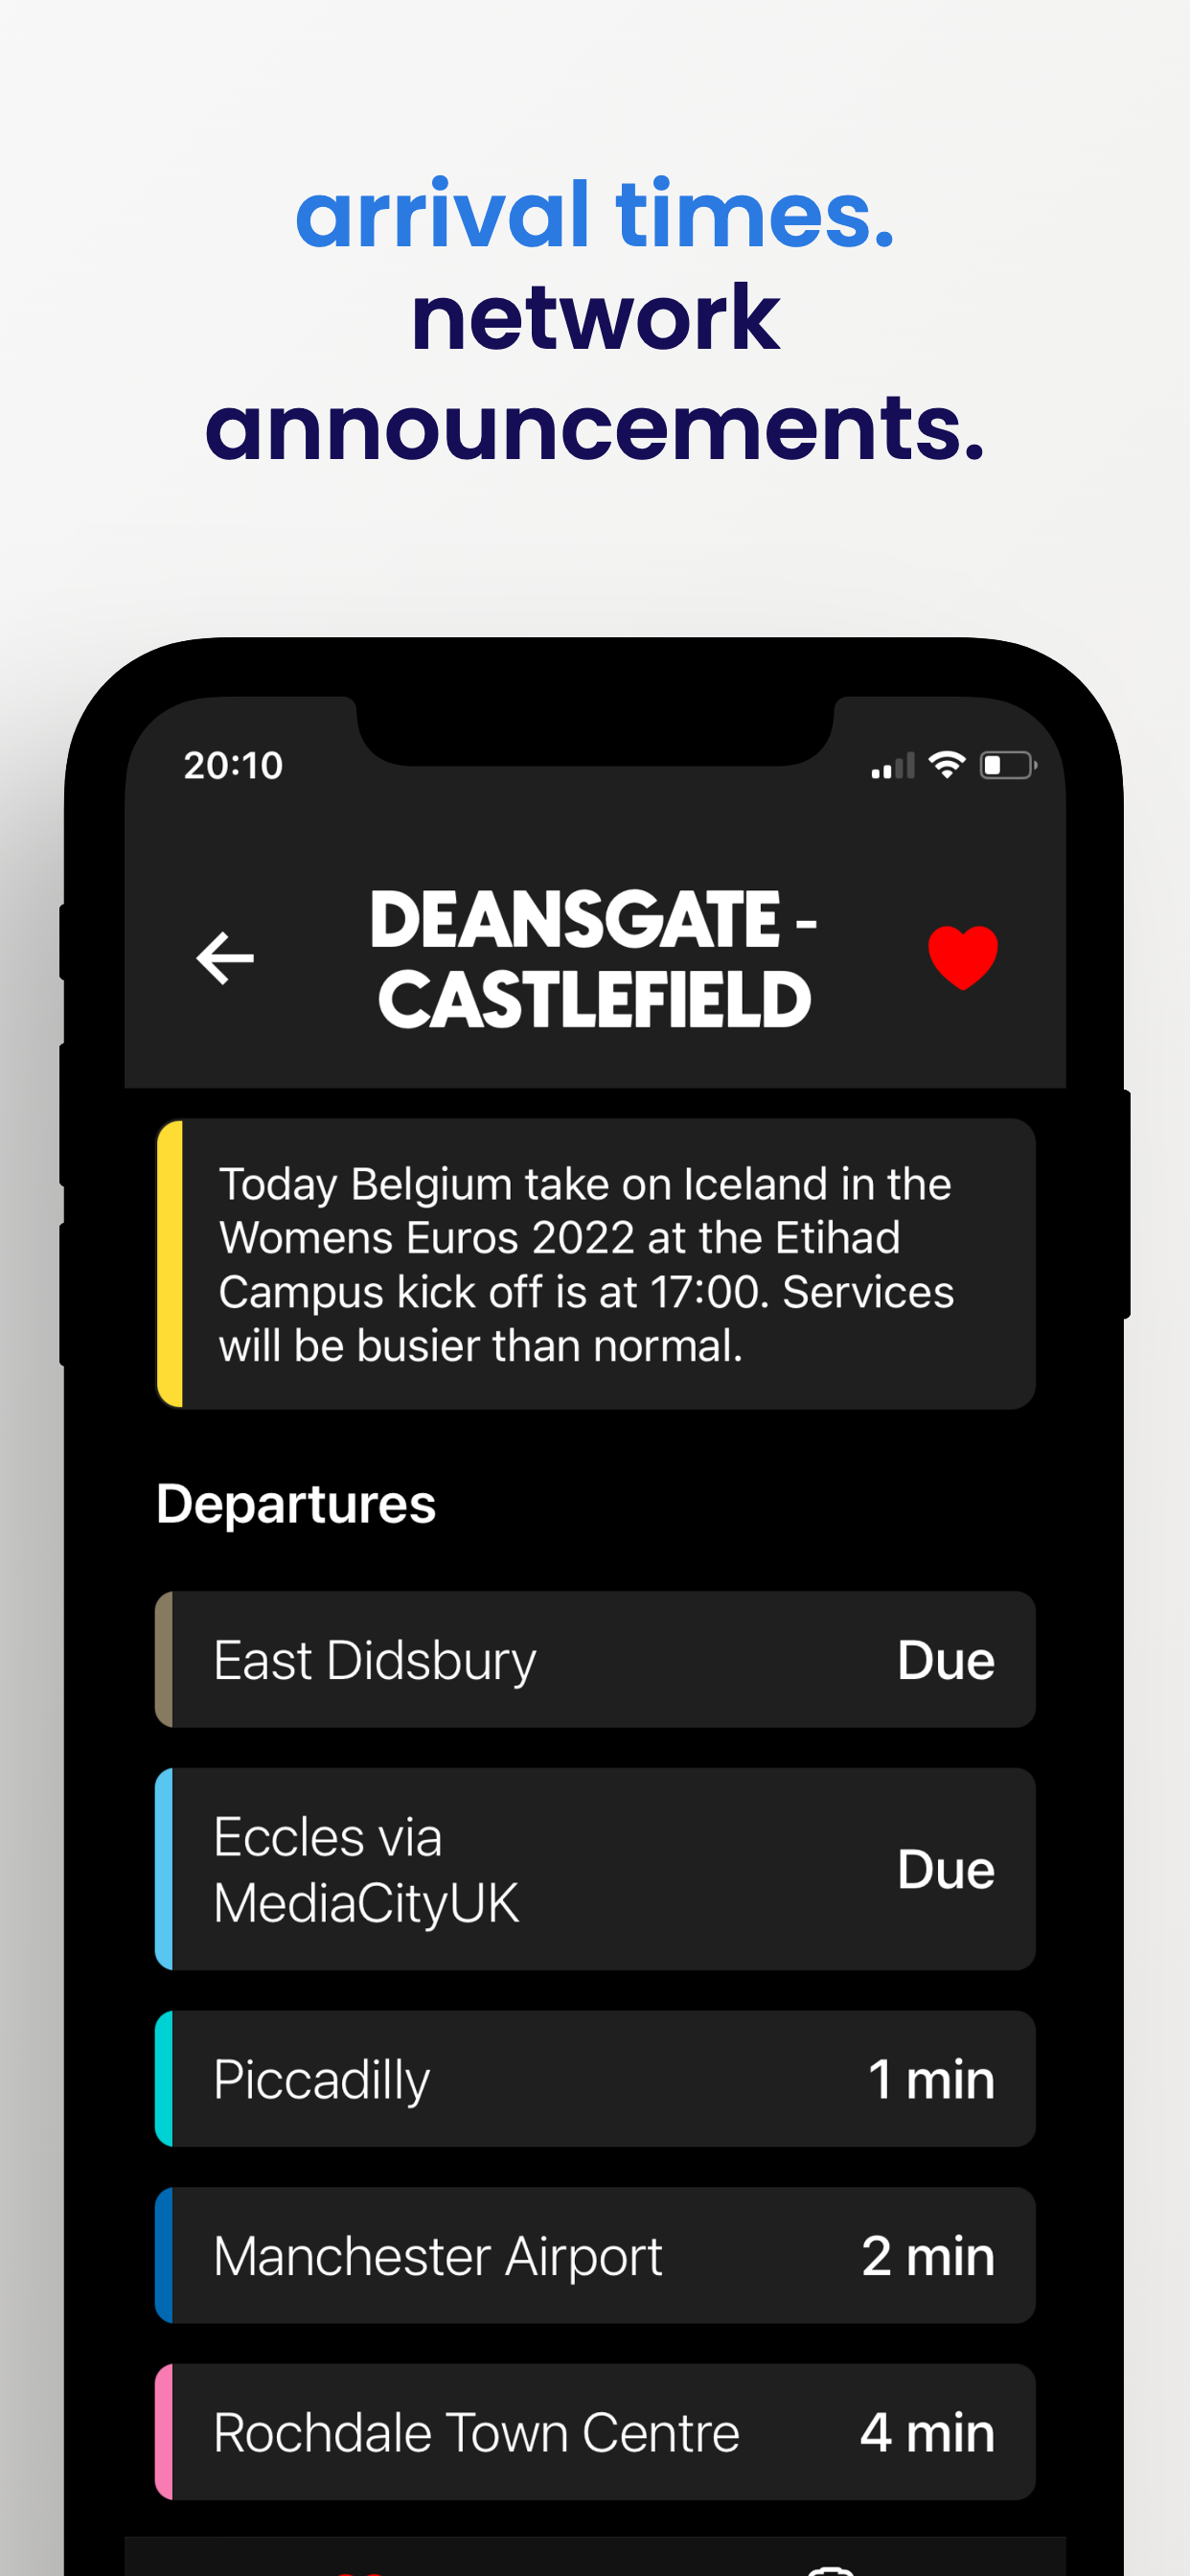 arrival times.
network
announcements.
20:10
DEANSGATE -
CASTLEFIELD
Today Belgium take on Iceland in the
Womens Euros 2022 at the Etihad
Campus kick off is at 17:00. Services
will be busier than normal.
Departures
East Didsbury Due
Eccles via
MediaCityUK Due
Piccadilly 1 min
Manchester Airport 2 min
Rochdale Town Centre 4 min